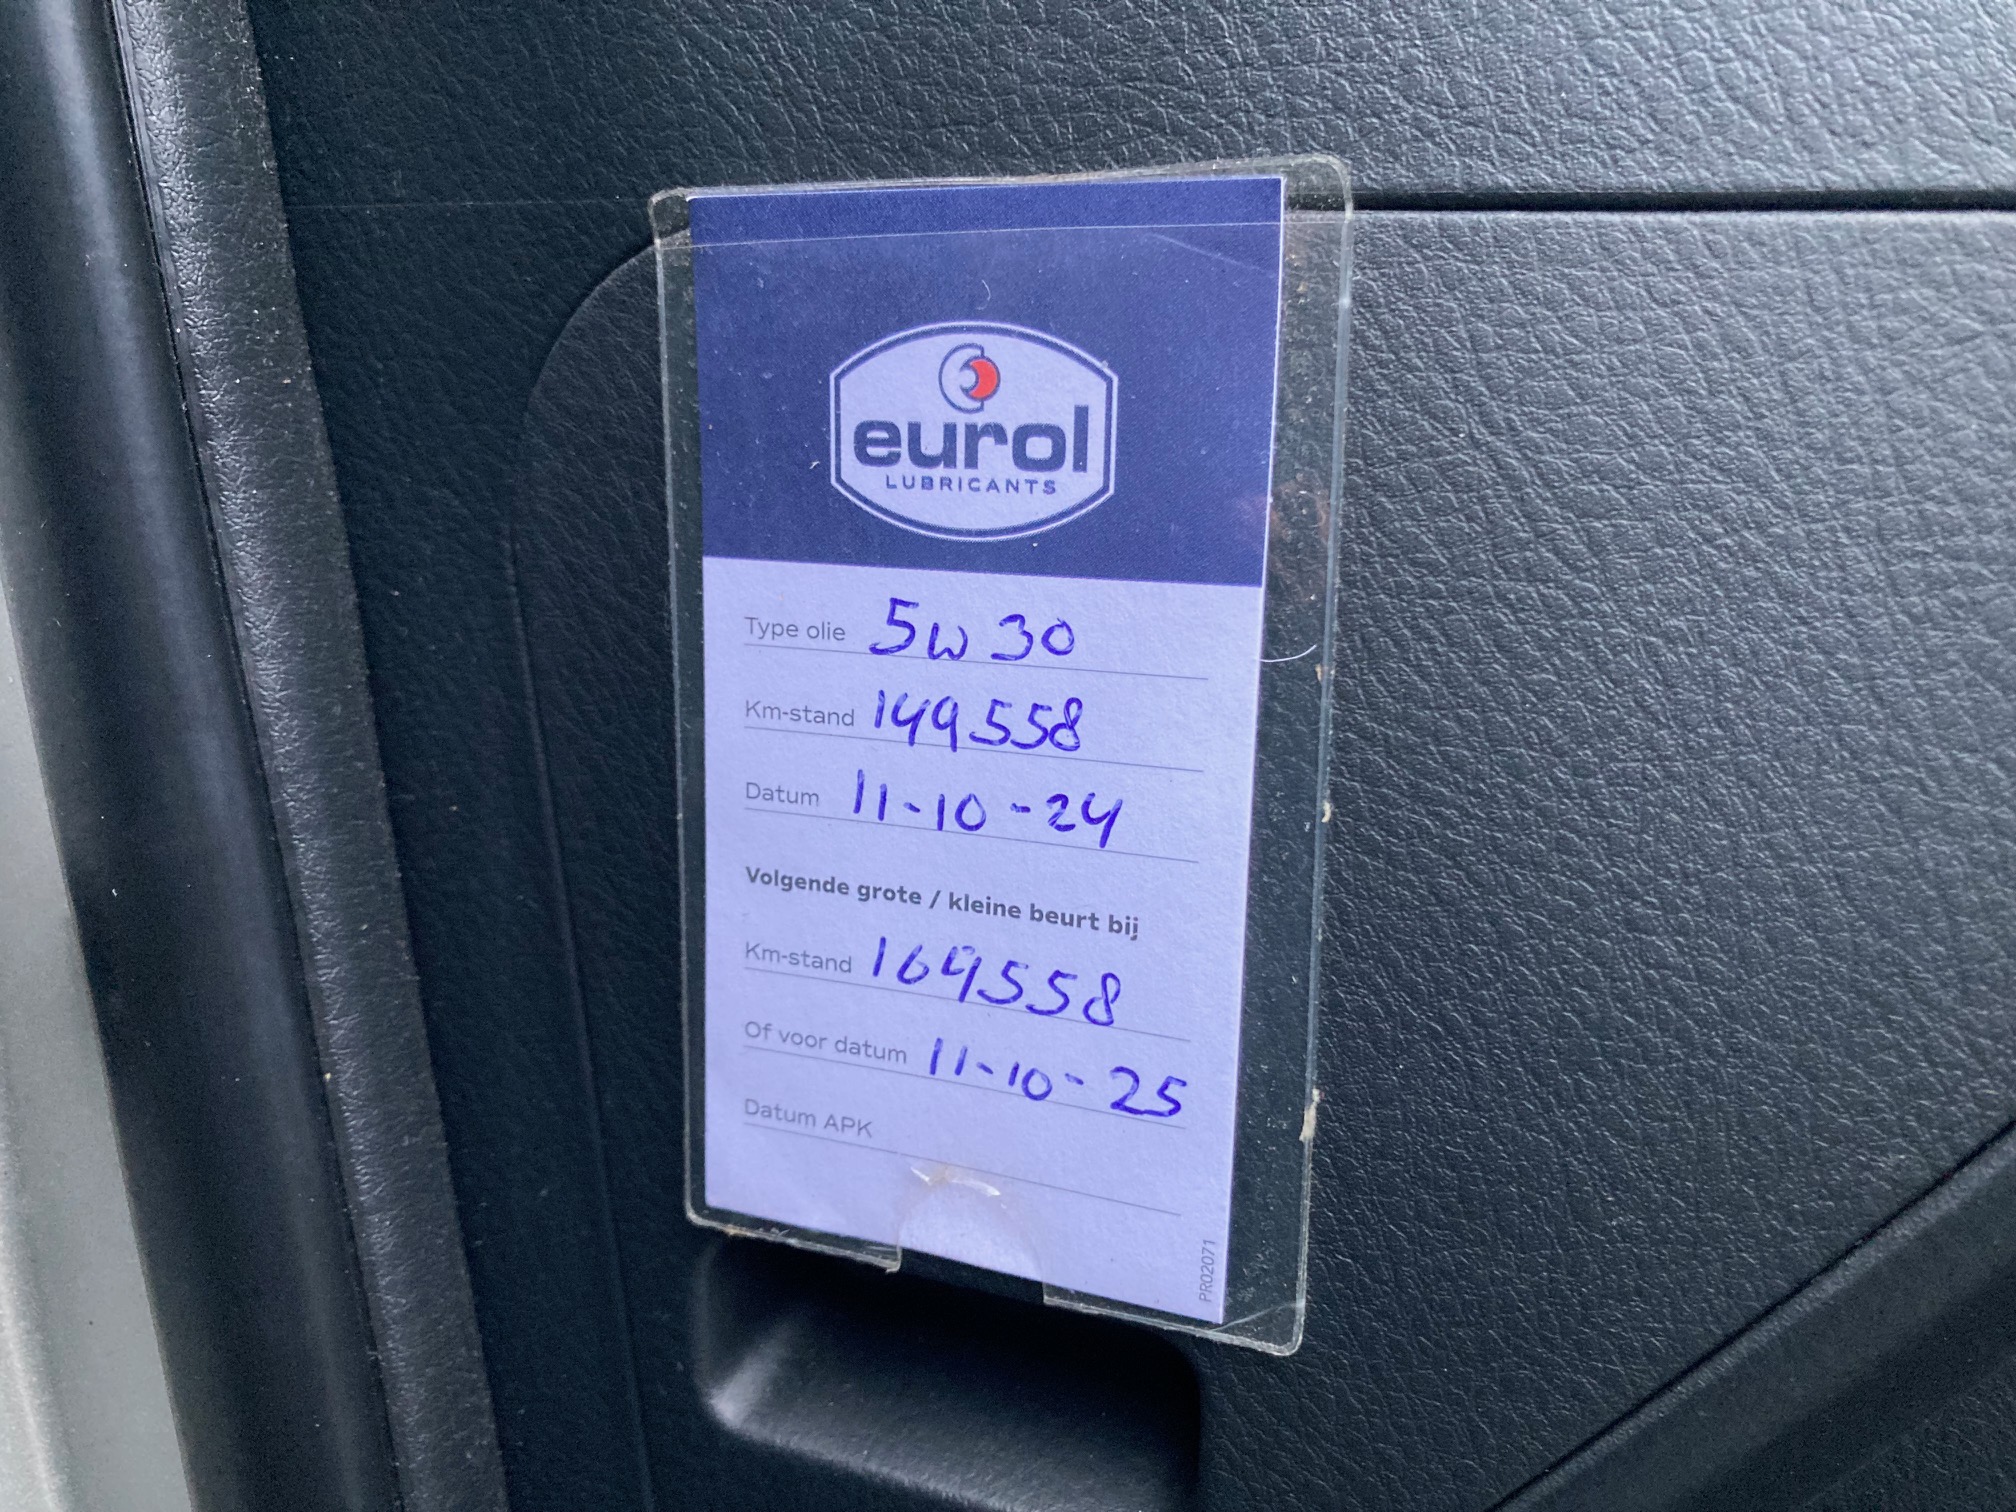 eurol
LUBRICANTS
Type olie 5w30
Km-stand 149558
Datum 11-10-24
Volgende grote / kleine beurt bij
Km-stand 169558
Of voor datum 11-10-25
Datum APK
PR02071